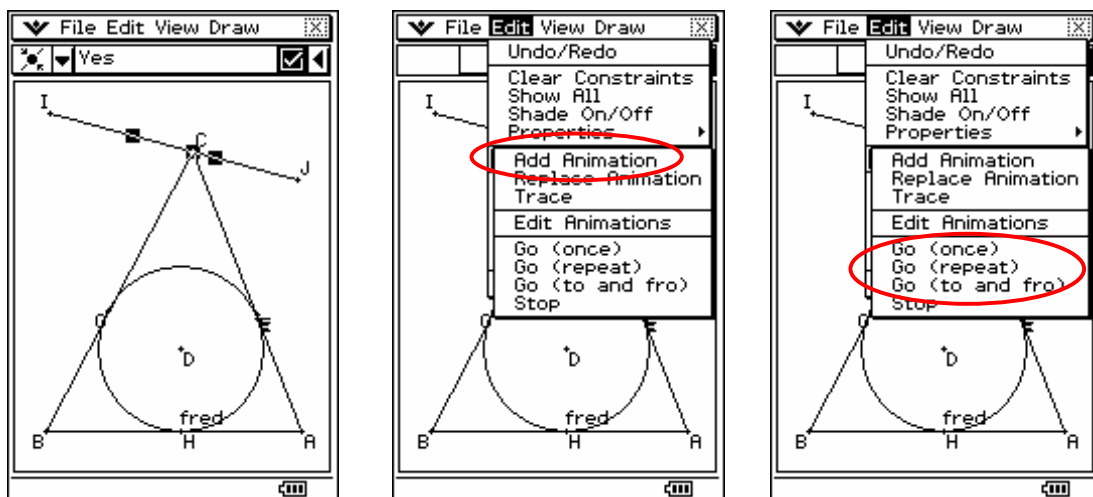 File Edit View Draw
Yes
I
C
J
G
E
D
fred
B
H
A
File Edit View Draw
Undo/Redo
Clear Constraints
Show All
Shade On/Off
Properties
Add Animation
Replace Animation
Trace
Edit Animations
Go (once)
Go (repeat)
Go (to and fro)
Stop
I
G
E
D
fred
B
H
A
File Edit View Draw
Undo/Redo
Clear Constraints
Show All
Shade On/Off
Properties
Add Animation
Replace Animation
Trace
Edit Animations
Go (once)
Go (repeat)
Go (to and fro)
Stop
I
G
E
D
fred
B
H
A